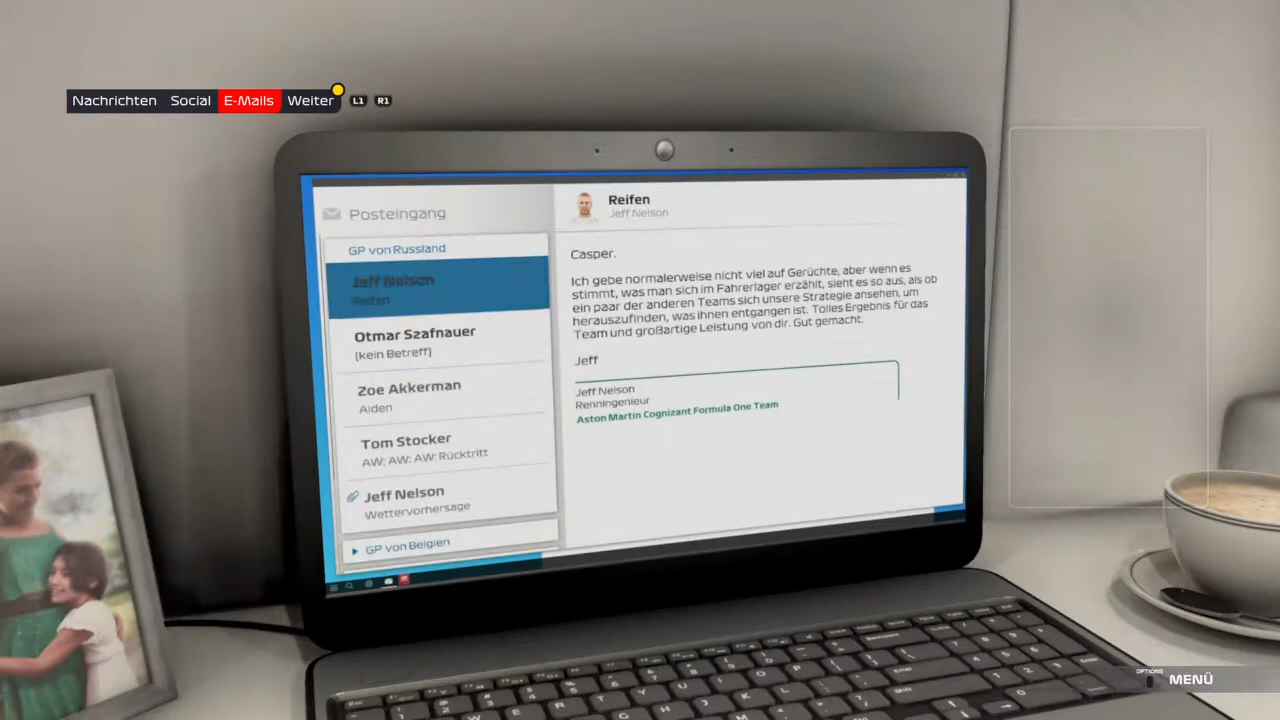 Nachrichten Social E-Mails Weiter L1 R1
Posteingang
GP von Russland
Jeff Nelson
Reifen
Otmar Szafnauer
(kein Betreff)
Zoe Akkerman
Aiden
Tom Stocker
AW: AW: AW: Rücktritt
Jeff Nelson
Wettervorhersage
GP von Belgien
Reifen
Jeff Nelson
Casper.
Ich gebe normalerweise nicht viel auf Gerüchte, aber wenn es
stimmt, was man sich im Fahrerlager erzählt, sieht es so aus, als ob
ein paar der anderen Teams sich unsere Strategie ansehen, um
herauszufinden, was ihnen entgangen ist. Tolles Ergebnis für das
Team und großartige Leistung von dir. Gut gemacht.
Jeff
Jeff Nelson
Renningenieur
Aston Martin Cognizant Formula One Team
OPTIONS
MENÜ